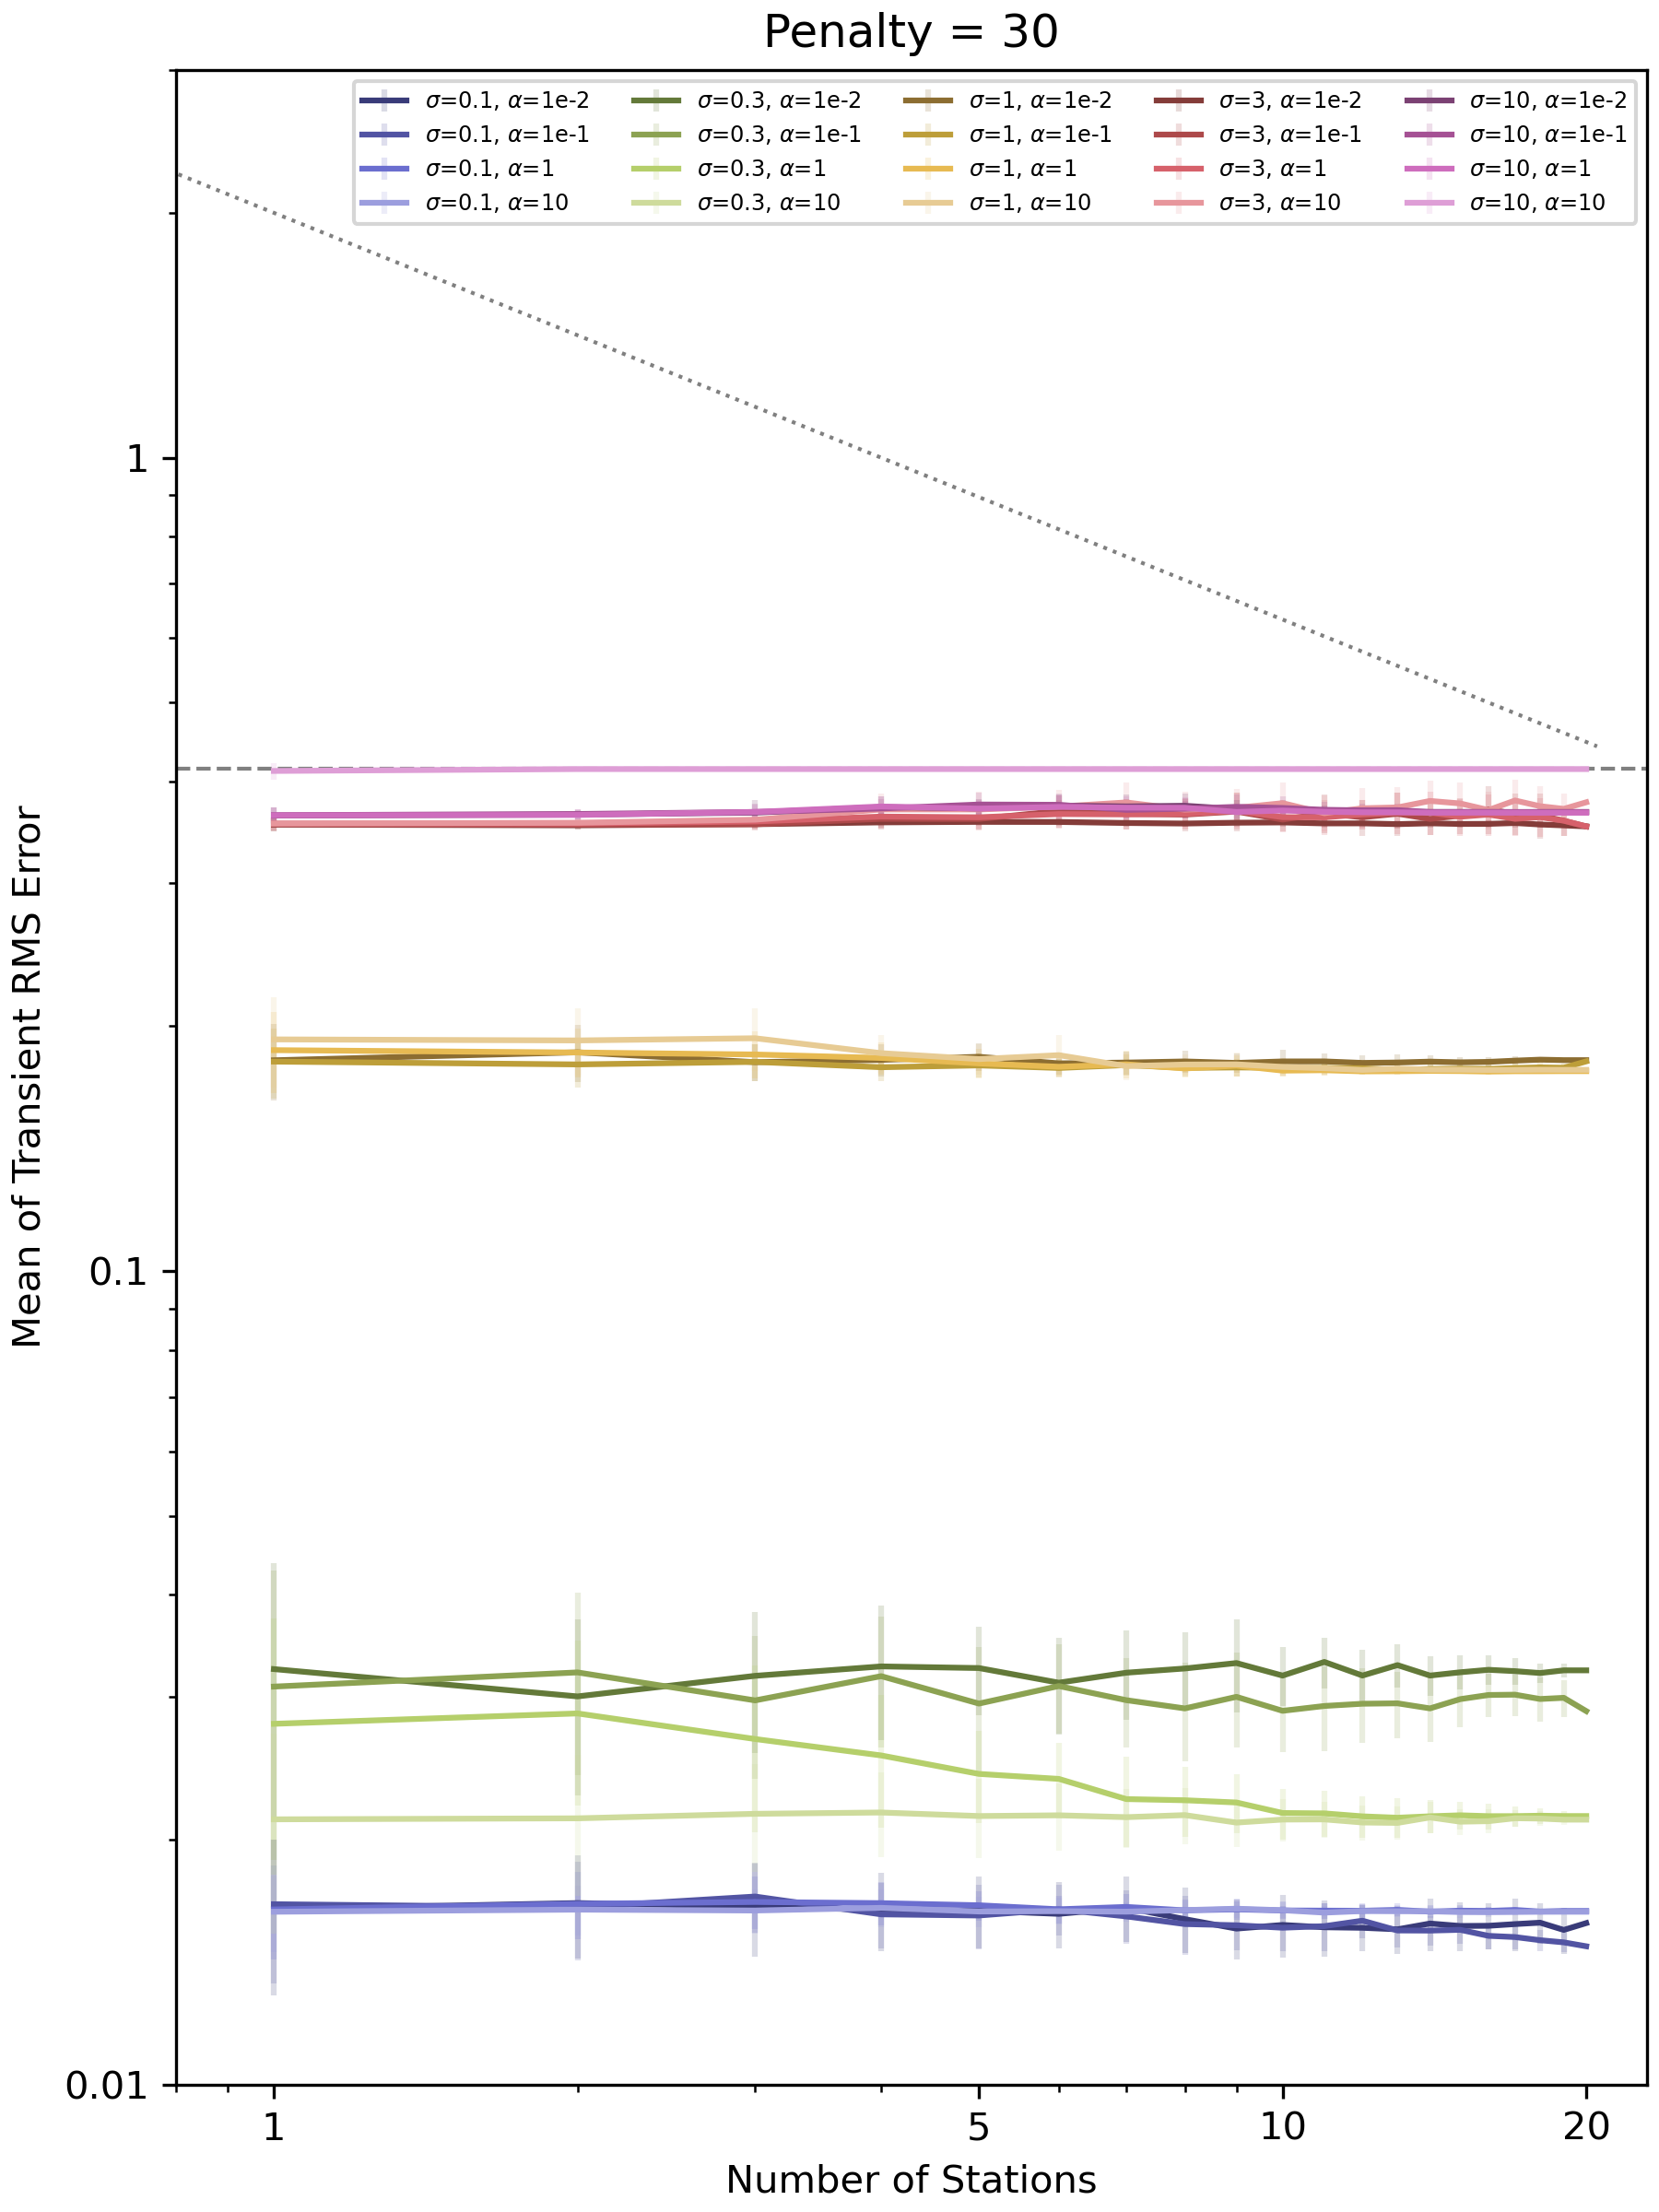 Penalty = 30
σ=0.1, α=1e-2
σ=0.1, α=1e-1
σ=0.1, α=1
σ=0.1, α=10
σ=0.3, α=1e-2
σ=0.3, α=1e-1
σ=0.3, α=1
σ=0.3, α=10
σ=1, α=1e-2
σ=1, α=1e-1
σ=1, α=1
σ=1, α=10
σ=3, α=1e-2
σ=3, α=1e-1
σ=3, α=1
σ=3, α=10
σ=10, α=1e-2
σ=10, α=1e-1
σ=10, α=1
σ=10, α=10
Mean of Transient RMS Error
1
0.1
0.01
1
5
10
20
Number of Stations